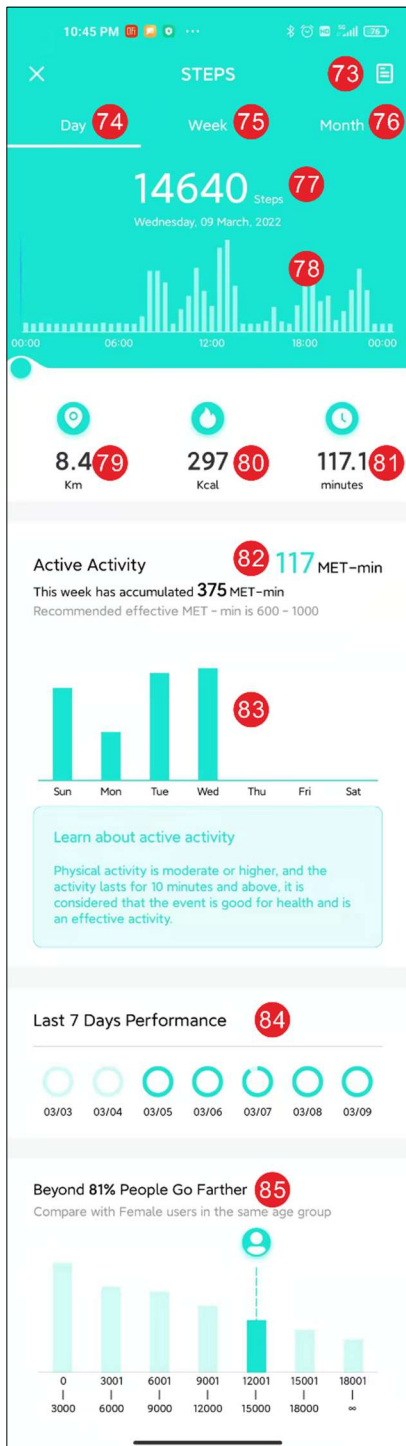 10:45 PM ··· HD 5G 76
STEPS 73
Day 74 Week 75 Month 76
14640 Steps 77
Wednesday, 09 March, 2022
78
00:00 06:00 12:00 18:00 00:00
8.4 79 297 80 117.1 81
Km Kcal minutes
Active Activity 82 117 MET-min
This week has accumulated 375 MET-min
Recommended effective MET - min is 600 - 1000
83
Sun Mon Tue Wed Thu Fri Sat
Learn about active activity
Physical activity is moderate or higher, and the
activity lasts for 10 minutes and above, it is
considered that the event is good for health and is
an effective activity.
Last 7 Days Performance 84
03/03 03/04 03/05 03/06 03/07 03/08 03/09
Beyond 81% People Go Farther 85
Compare with Female users in the same age group
0 3001 6001 9001 12001 15001 18001
| | | | | | |
3000 6000 9000 12000 15000 18000 ∞